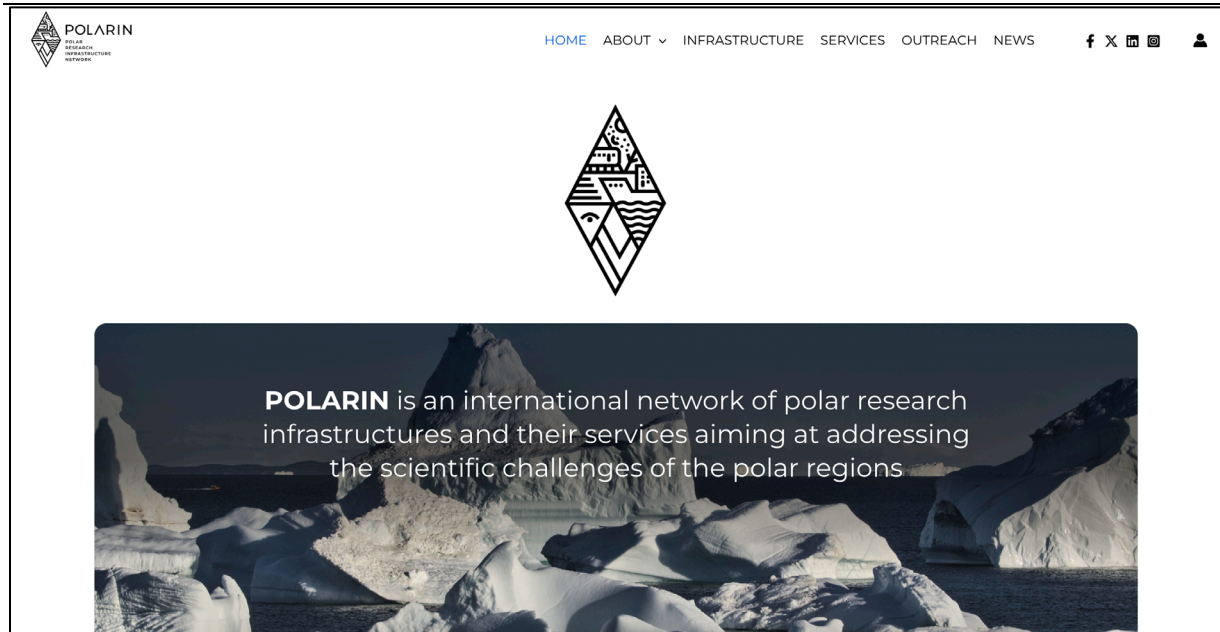 POLARIN
POLAR
RESEARCH
INFRASTRUCTURE
NETWORK
HOME ABOUT INFRASTRUCTURE SERVICES OUTREACH NEWS
POLARIN is an international network of polar research
infrastructures and their services aiming at addressing
the scientific challenges of the polar regions